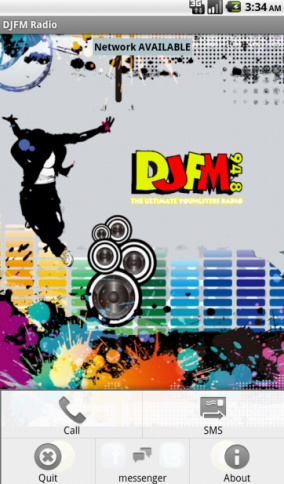 3G
3:34 AM
DJFM Radio
Network AVAILABLE
DJFM 94.8
THE ULTIMATE YOUNGSTERS RADIO
Call
SMS
Quit
messenger
About